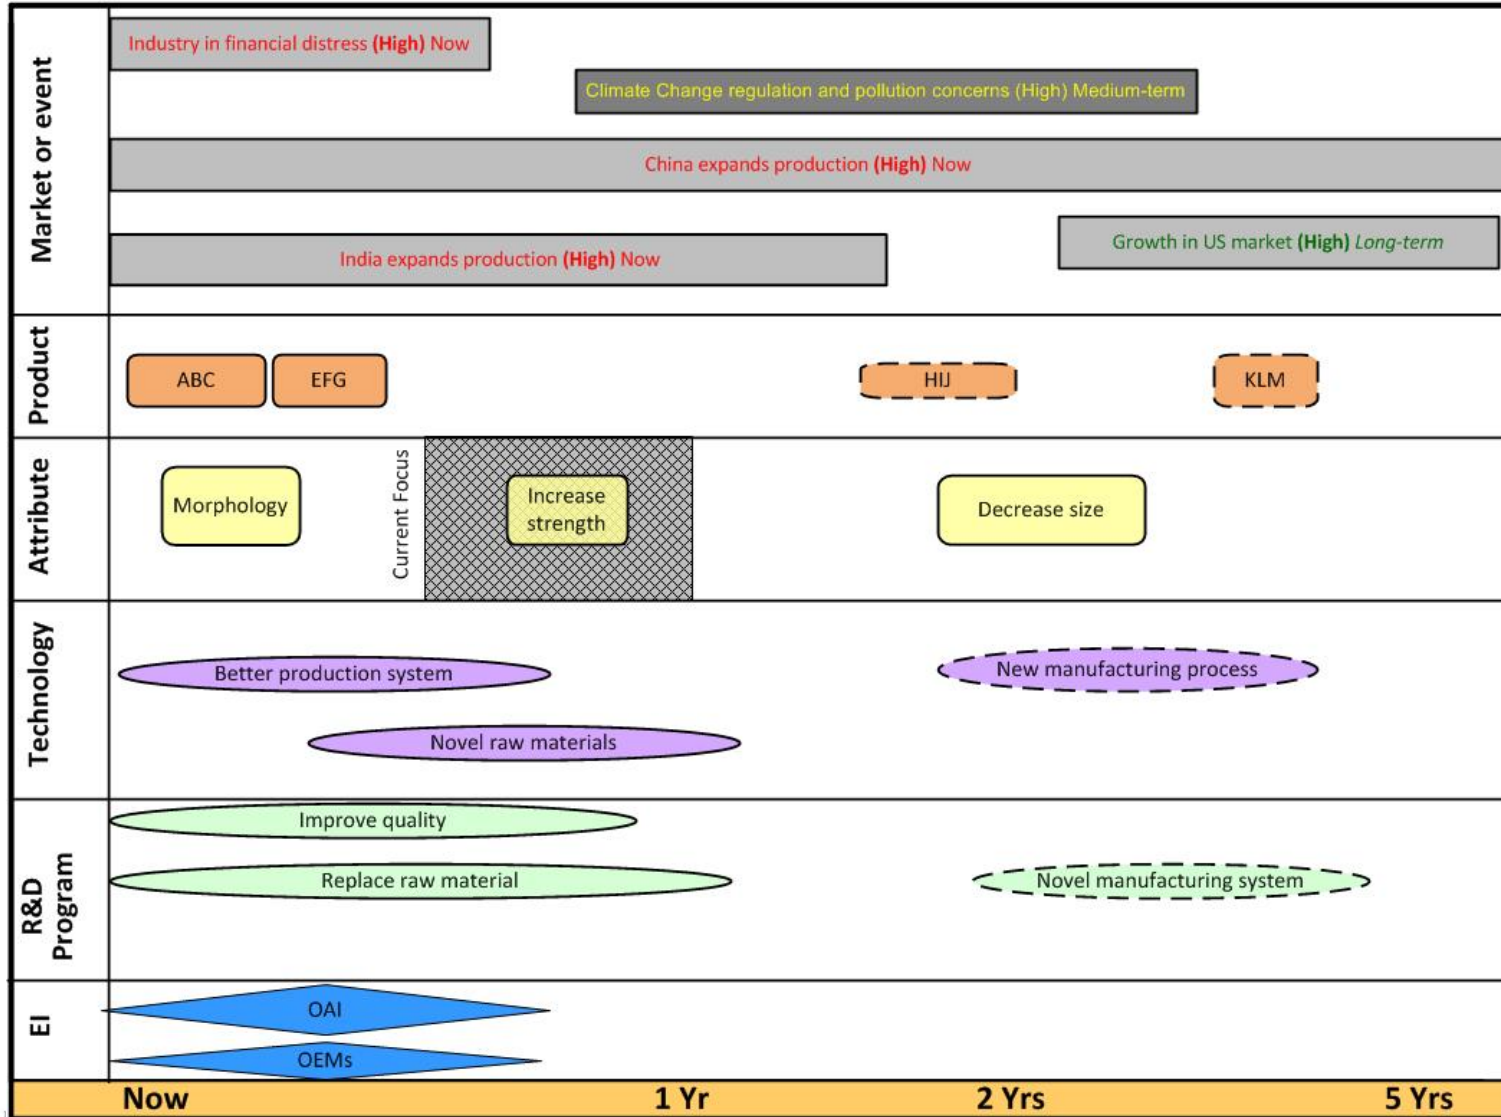 Market or event
Industry in financial distress (High) Now
Climate Change regulation and pollution concerns (High) Medium-term
China expands production (High) Now
India expands production (High) Now
Growth in US market (High) Long-term
Product
ABC
EFG
HIJ
KLM
Attribute
Morphology
Current Focus
Increase
strength
Decrease size
Technology
Better production system
New manufacturing process
Novel raw materials
R&D
Program
Improve quality
Replace raw material
Novel manufacturing system
EI
OAI
OEMs
Now
1 Yr
2 Yrs
5 Yrs